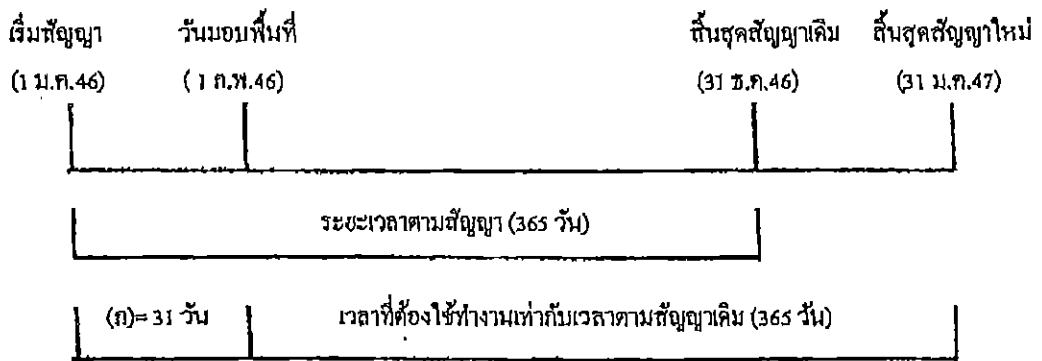 เริ่มสัญญา วันมอบพื้นที่ สิ้นสุดสัญญาเดิม สิ้นสุดสัญญาใหม่
(1 ม.ค.46) ( 1 ก.พ.46) (31 ธ.ค.46) (31 ม.ค.47)
ระยะเวลาตามสัญญา (365 วัน)
(ก)= 31 วัน เวลาที่ต้องใช้ทำงานเท่ากับเวลาตามสัญญาเดิม (365 วัน)